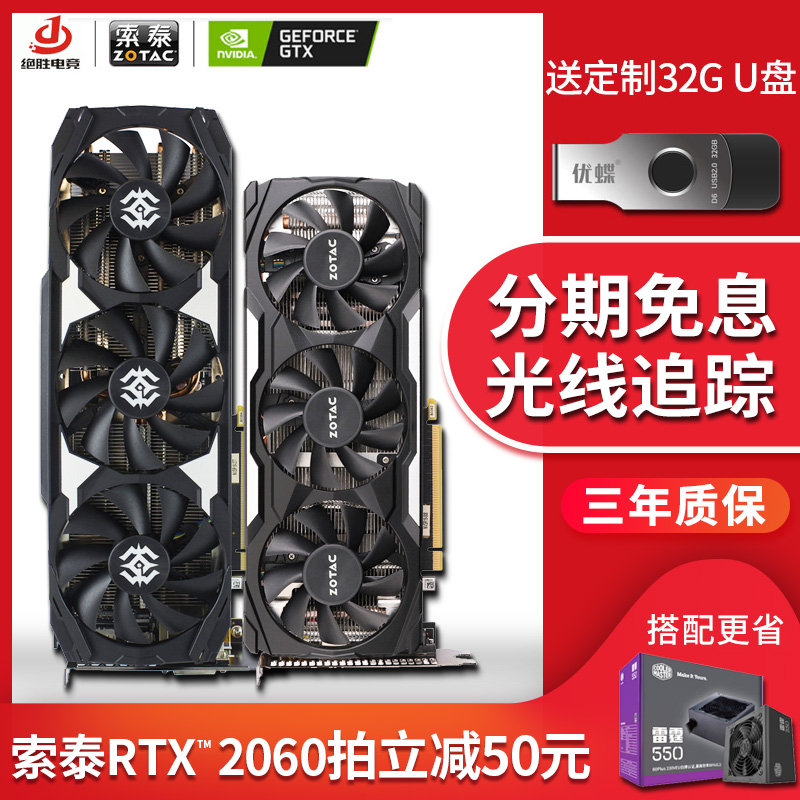 绝胜电竞
索泰
ZOTAC
NVIDIA.
GEFORCE
GTX
送定制32G U盘
优蝶®
D6 USB2.0 32GB
ZOTAC
ZOTAC
ZOTAC
分期免息
光线追踪
三年质保
搭配更省
COOLER
MASTER
Make It Yours.
雷霆
550
索泰RTX™ 2060拍立减50元